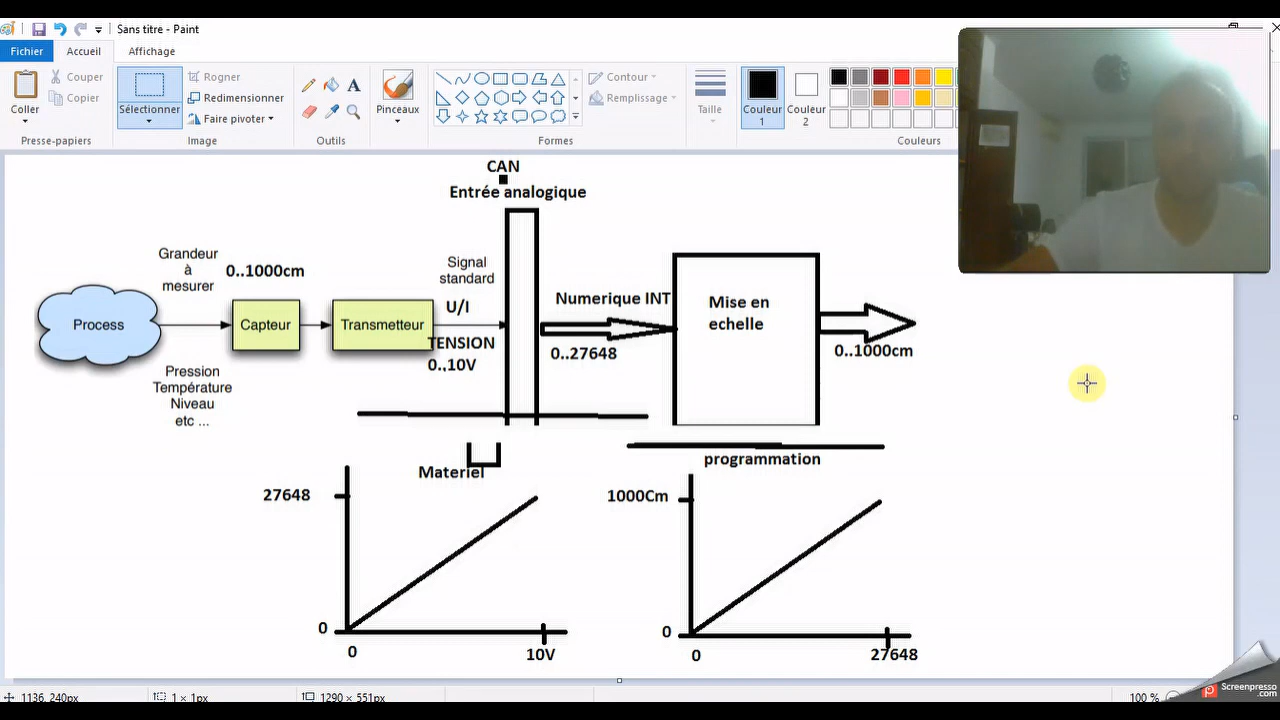 Sans titre - Paint
Fichier
Accueil
Affichage
Coller
Couper
Copier
Presse-papiers
Sélectionner
Rogner
Redimensionner
Faire pivoter
Image
Outils
Pinceaux
Formes
Contour
Remplissage
Taille
Couleur
1
Couleur
2
Couleurs
CAN
Entrée analogique
Grandeur
à
mesurer
0..1000cm
Signal
standard
U/I
Process
Capteur
Transmetteur
TENSION
0.,10V
Numerique INT
0..27648
Mise en
echelle
0..1000cm
Pression
Température
Niveau
etc ...
Materiel
programmation
27648
0
0
10V
1000Cm
0
0
27648
1136, 240px
1 × 1px
1290 × 551px
100 %
Screenpresso
.com